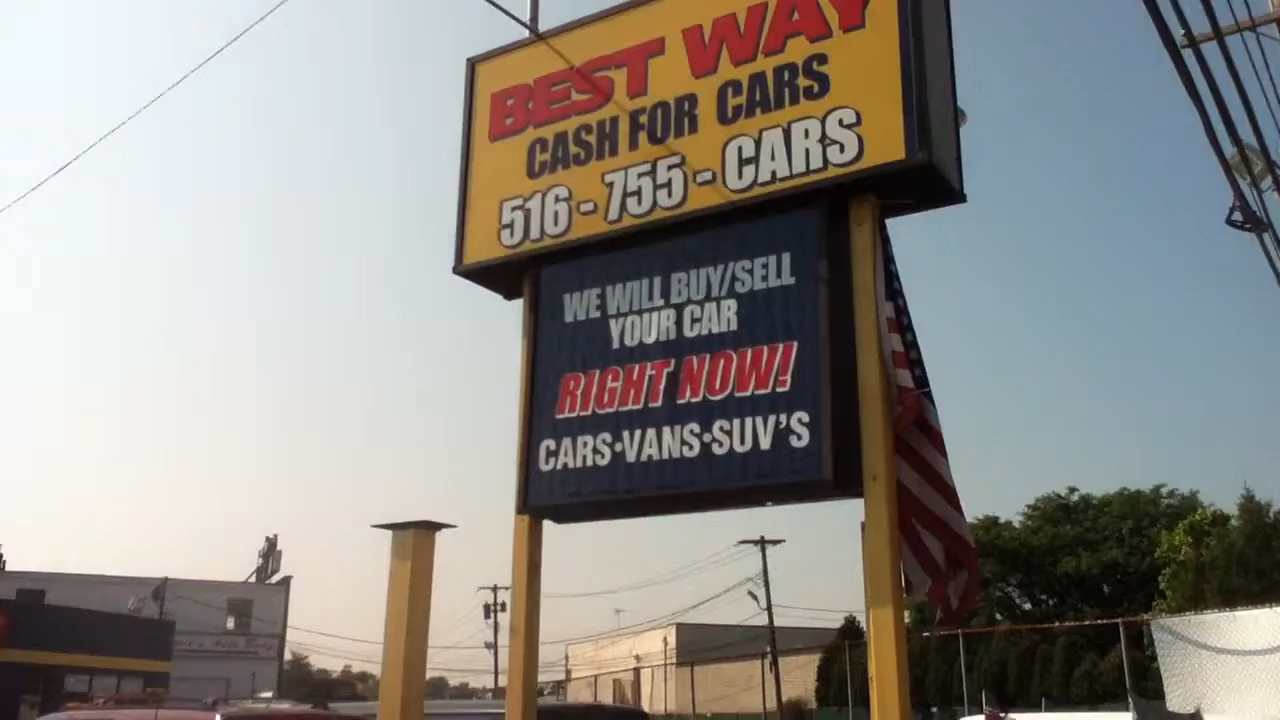 BEST WAY
CASH FOR CARS
516-755-CARS
WE WILL BUY/SELL
YOUR CAR
RIGHT NOW!
CARS•VANS•SUV'S